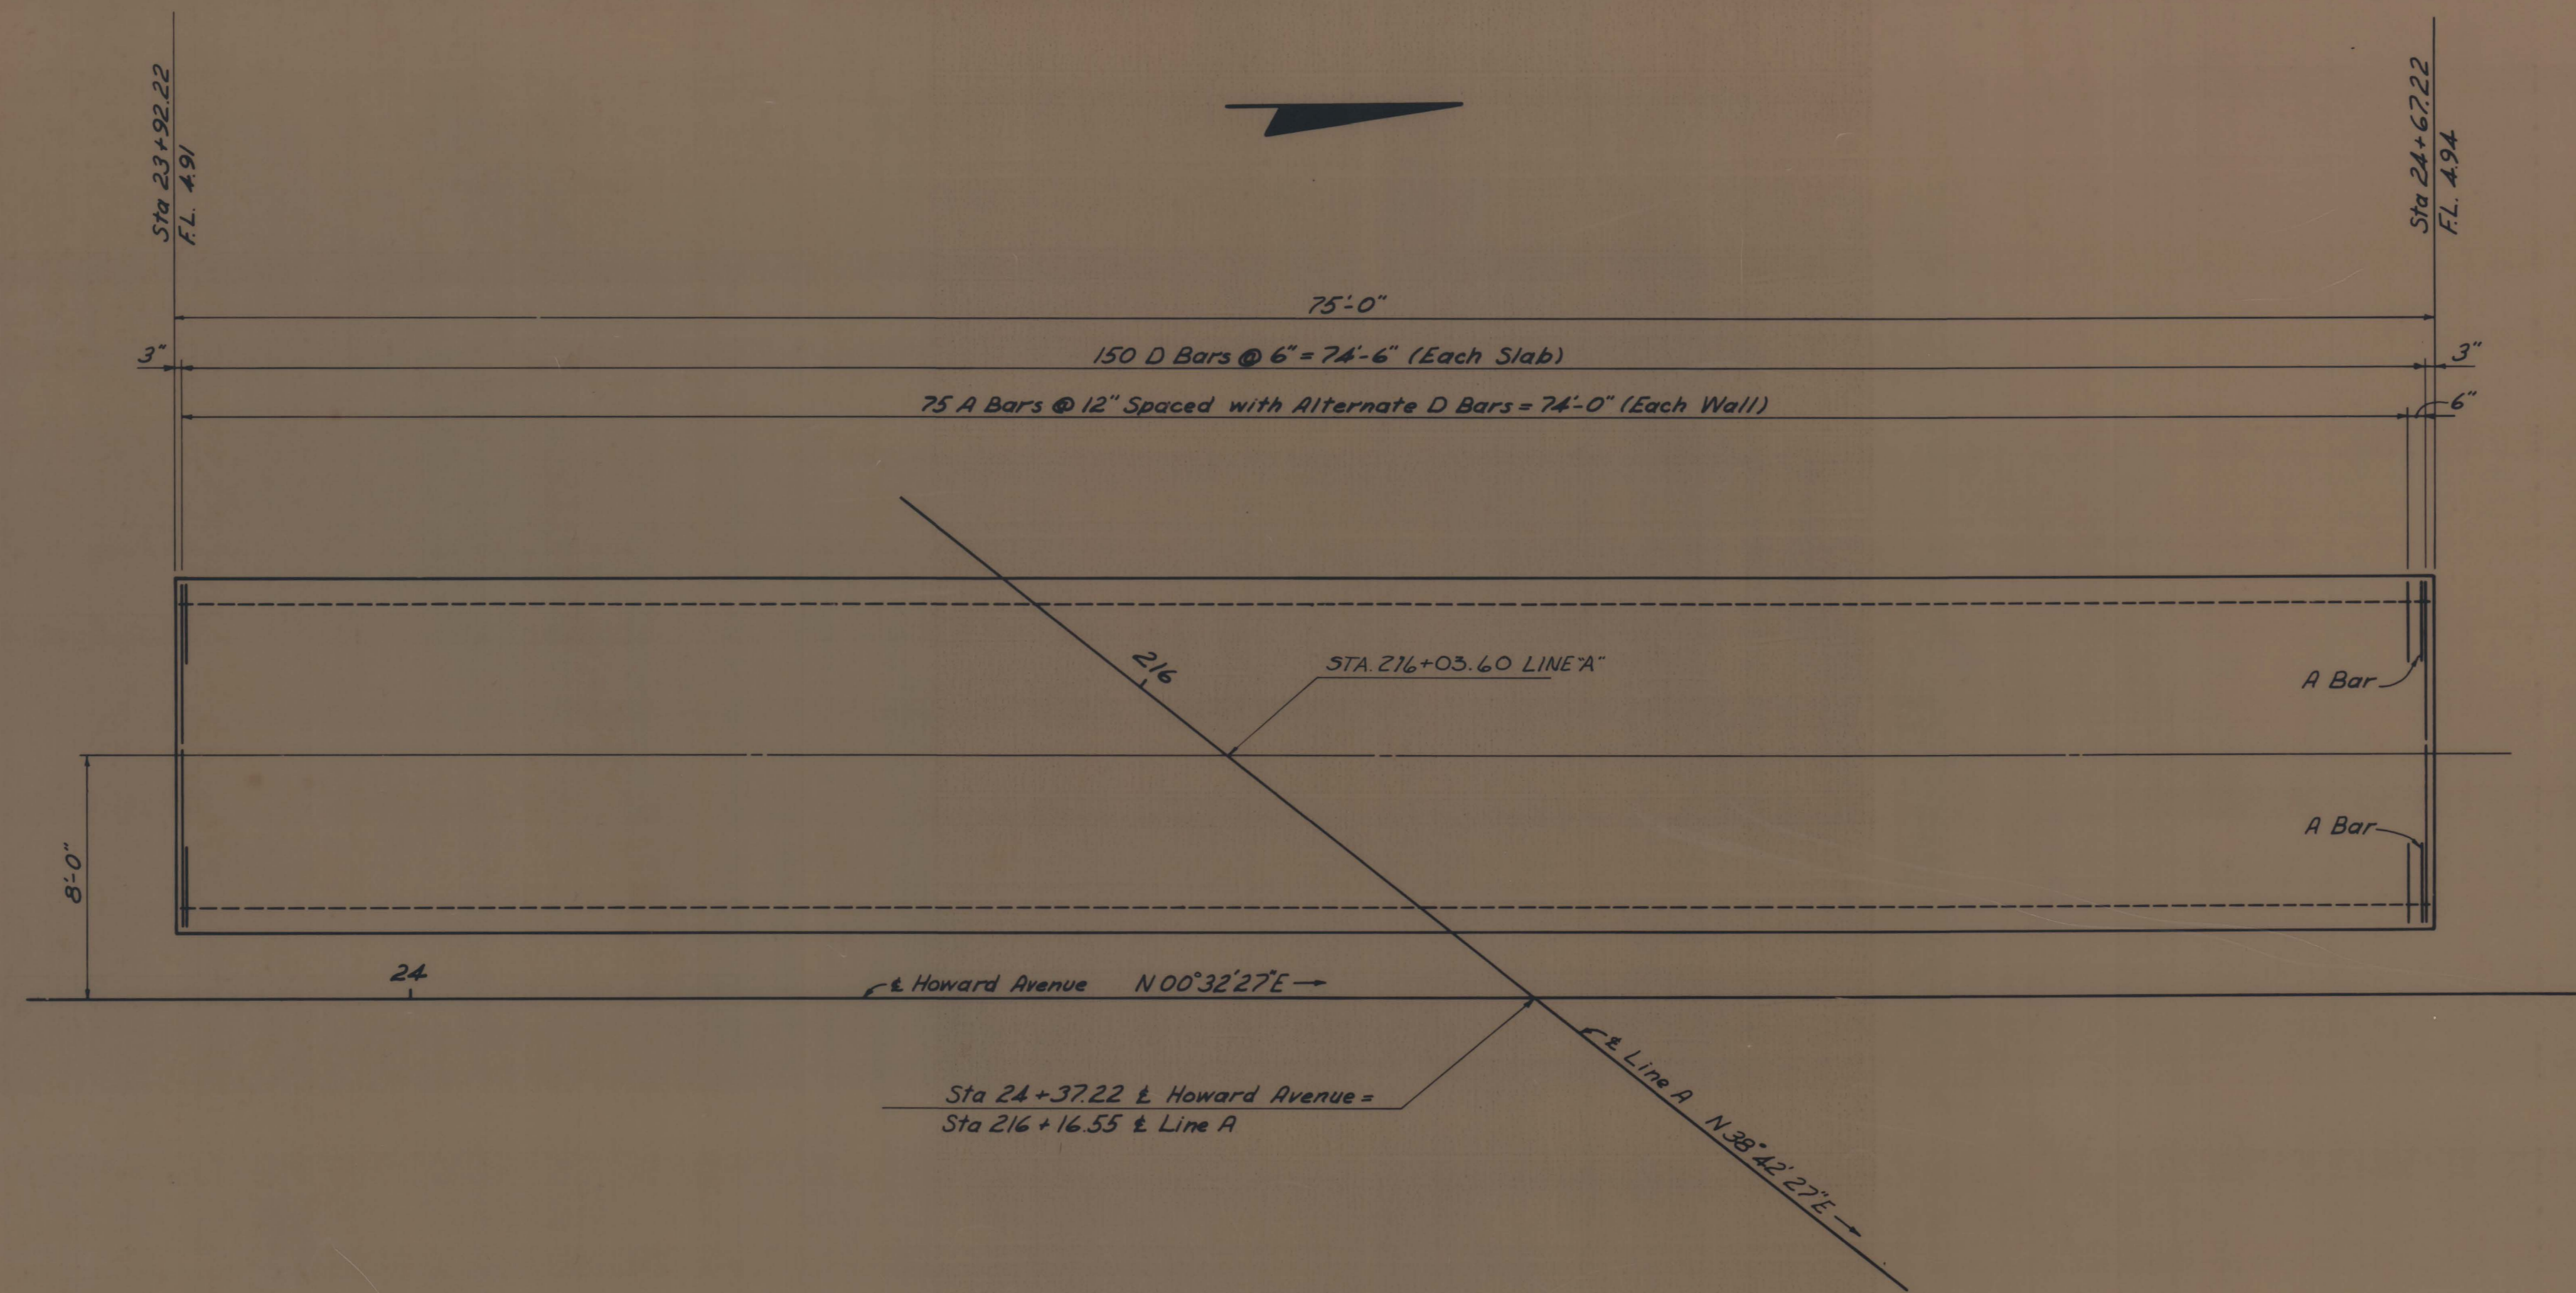 Sta 23+92.22
F.L. 4.91
Sta 24+67.22
F.L. 4.94
75'-0"
3"
150 D Bars @ 6" = 74'-6" (Each Slab)
3"
75 A Bars @ 12" Spaced with Alternate D Bars = 74'-0" (Each Wall)
6"
216
STA. 216+03.60 LINE "A"
A Bar
A Bar
8'-0"
24
℄ Howard Avenue N 00°32'27"E
℄ Line A N 38°42'27"E
Sta 24+37.22 ℄ Howard Avenue =
Sta 216+16.55 ℄ Line A